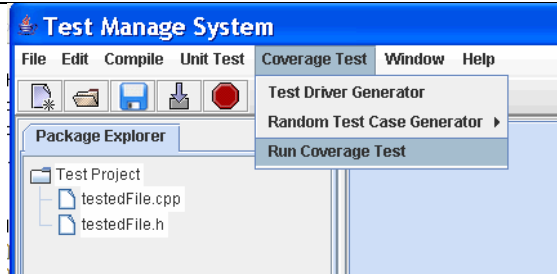 Test Manage System
File Edit Compile Unit Test Coverage Test Window Help
Test Driver Generator
Random Test Case Generator
Run Coverage Test
Package Explorer
Test Project
testedFile.cpp
testedFile.h